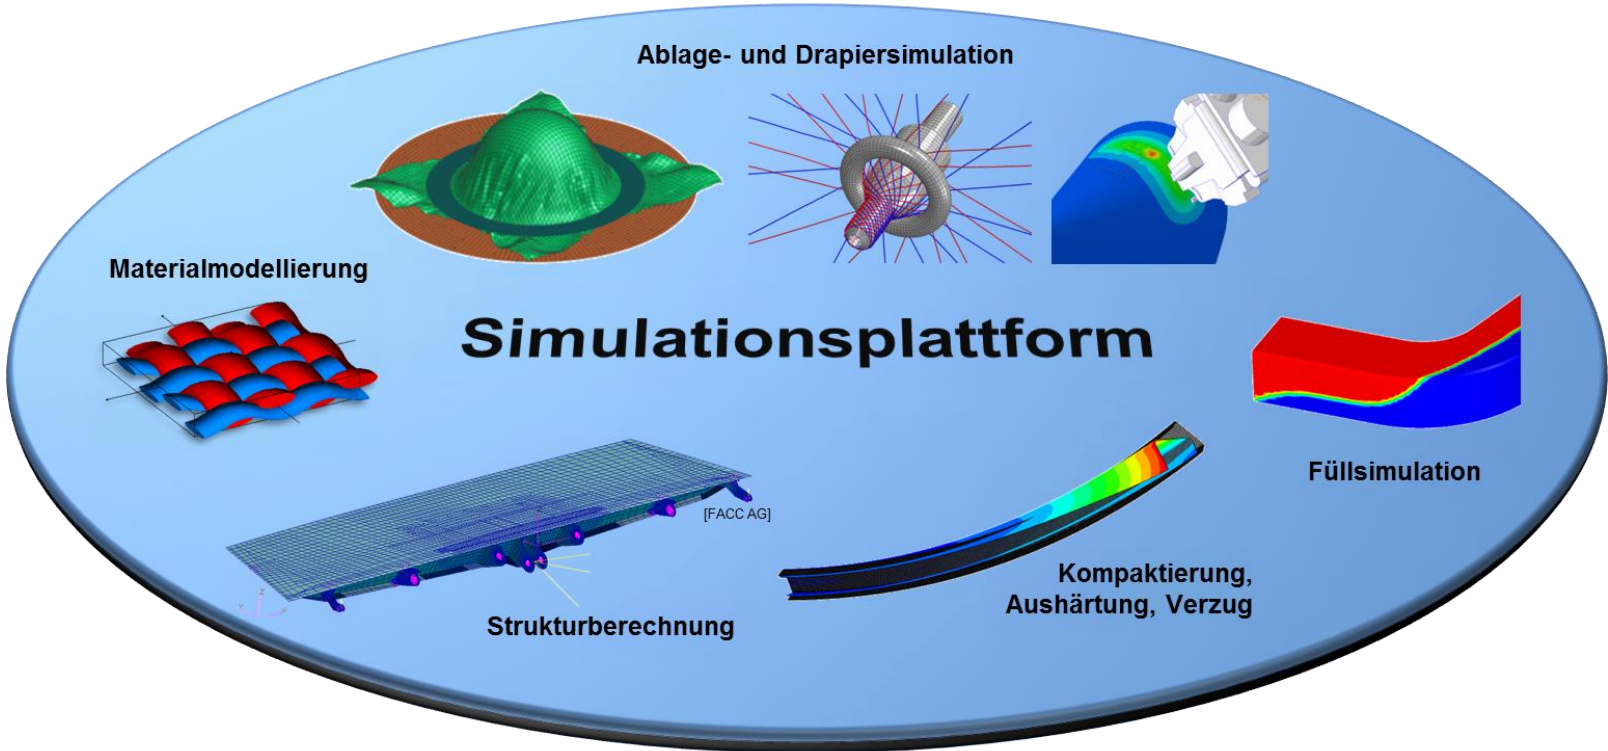 Ablage- und Drapiersimulation
Materialmodellierung
Simulationsplattform
Füllsimulation
[FACC AG]
Kompaktierung,
Aushärtung, Verzug
Strukturberechnung